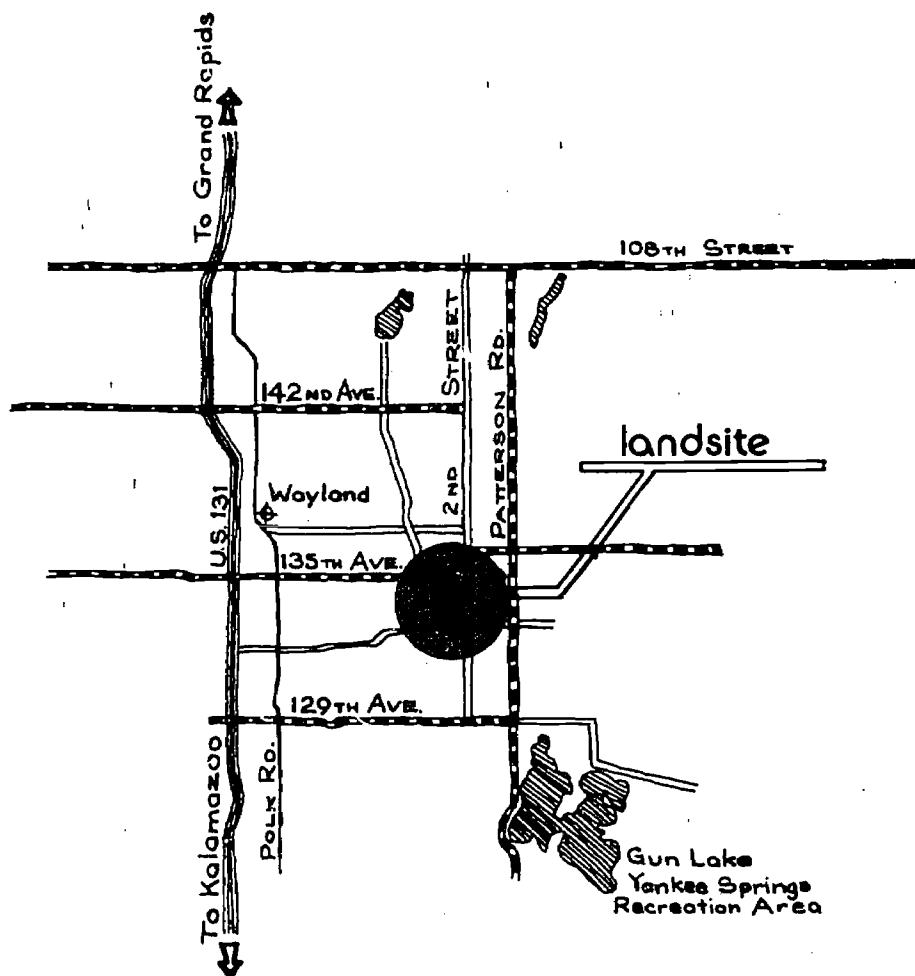 To Grand Rapids
108TH STREET
142ND AVE.
2ND STREET
PATTERSON RD.
landsite
Wayland
U.S. 131
135TH AVE.
129TH AVE.
To Kalamazoo
POLK RD.
Gun Lake
Yankee Springs
Recreation Area